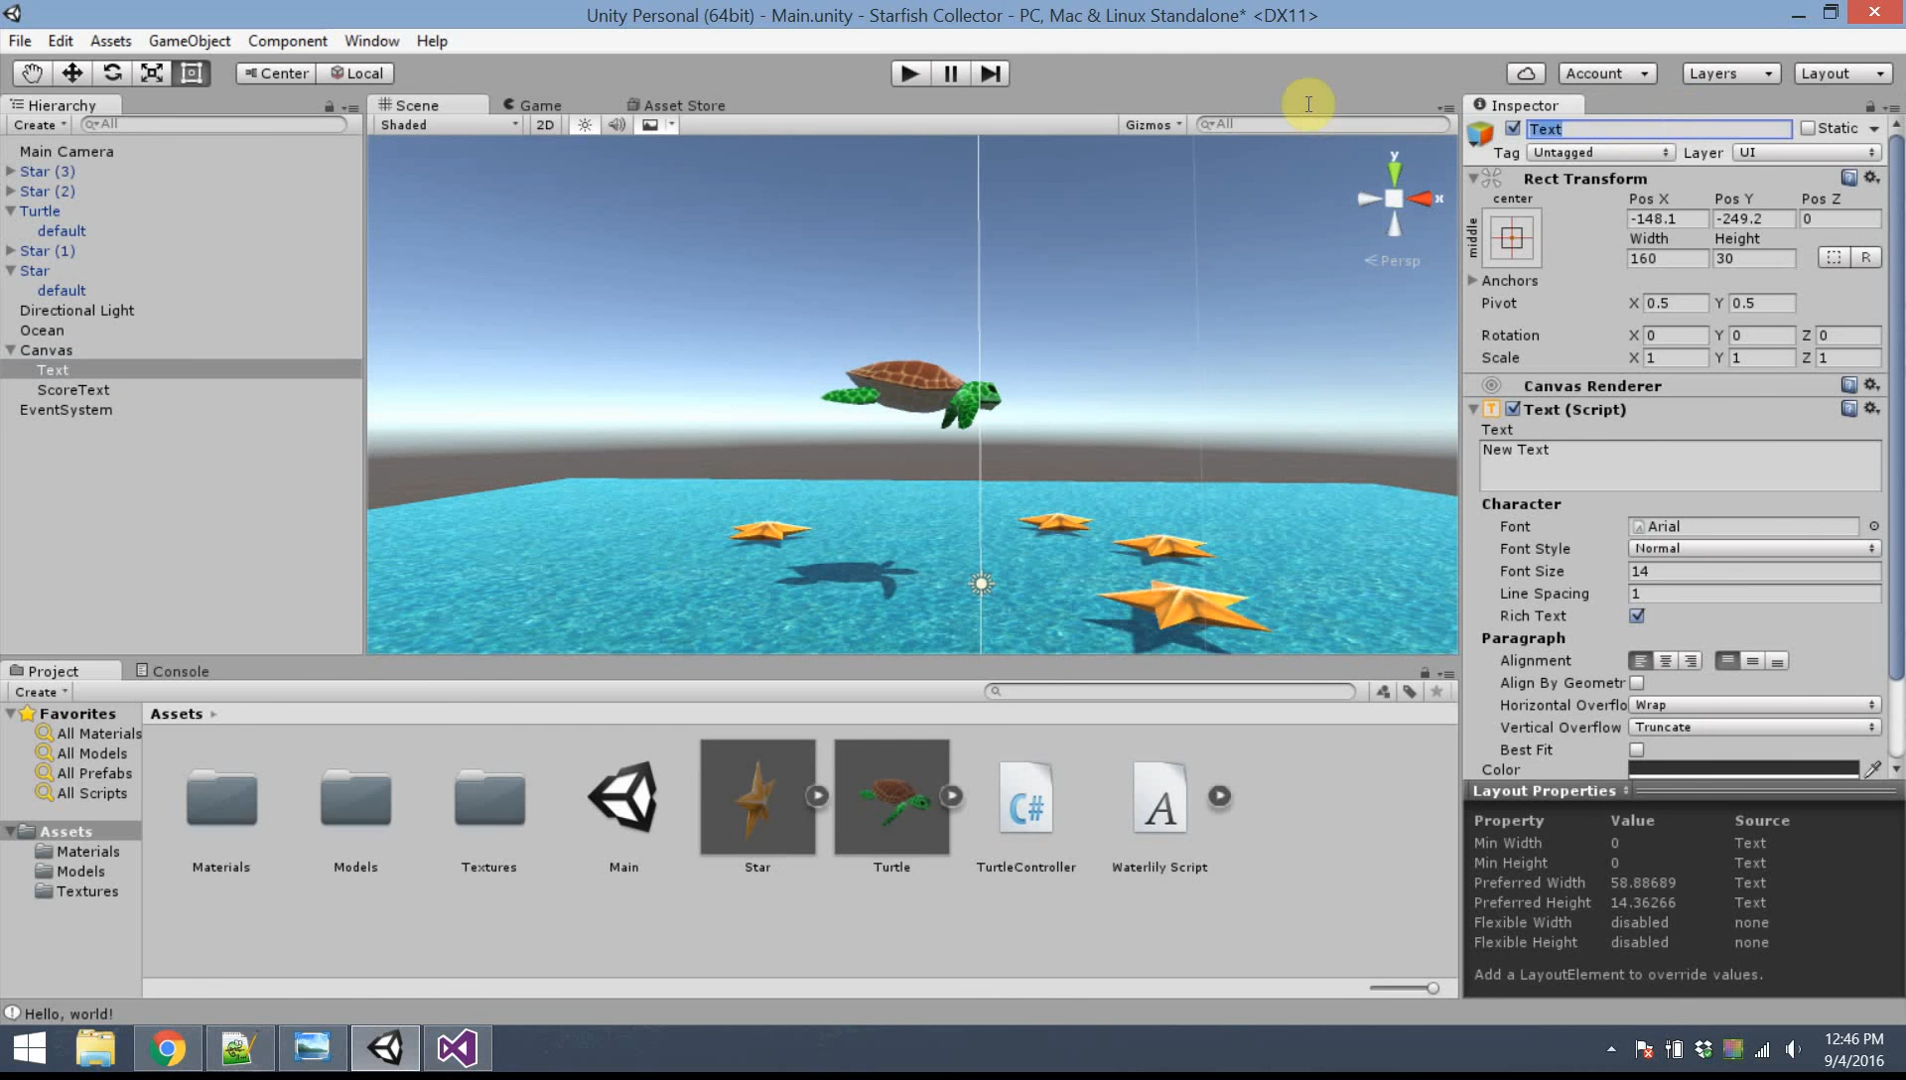 Unity Personal (64bit) - Main.unity - Starfish Collector - PC, Mac & Linux Standalone* <DX11>
File Edit Assets GameObject Component Window Help
Center Local Account Layers Layout
Hierarchy
Create All
Main Camera
Star (3)
Star (2)
Turtle
default
Star (1)
Star
default
Directional Light
Ocean
Canvas
Text
ScoreText
EventSystem
Scene Game Asset Store
Shaded 2D Gizmos All
y
x
Persp
Inspector
Text Static
Tag Untagged Layer UI
Rect Transform
center Pos X Pos Y Pos Z
middle -148.1 -249.2 0
Width Height
160 30 R
Anchors
Pivot X 0.5 Y 0.5
Rotation X 0 Y 0 Z 0
Scale X 1 Y 1 Z 1
Canvas Renderer
T Text (Script)
Text
New Text
Character
Font Arial
Font Style Normal
Font Size 14
Line Spacing 1
Rich Text
Paragraph
Alignment
Align By Geometr
Horizontal Overflo Wrap
Vertical Overflow Truncate
Best Fit
Color
Layout Properties
Property Value Source
Min Width 0 Text
Min Height 0 Text
Preferred Width 58.88689 Text
Preferred Height 14.36266 Text
Flexible Width disabled none
Flexible Height disabled none
Add a LayoutElement to override values.
Project Console
Create
Favorites
All Materials
All Models
All Prefabs
All Scripts
Assets
Materials
Models
Textures
Assets
C# A
Materials Models Textures Main Star Turtle TurtleController Waterlily Script
Hello, world!
12:46 PM
9/4/2016